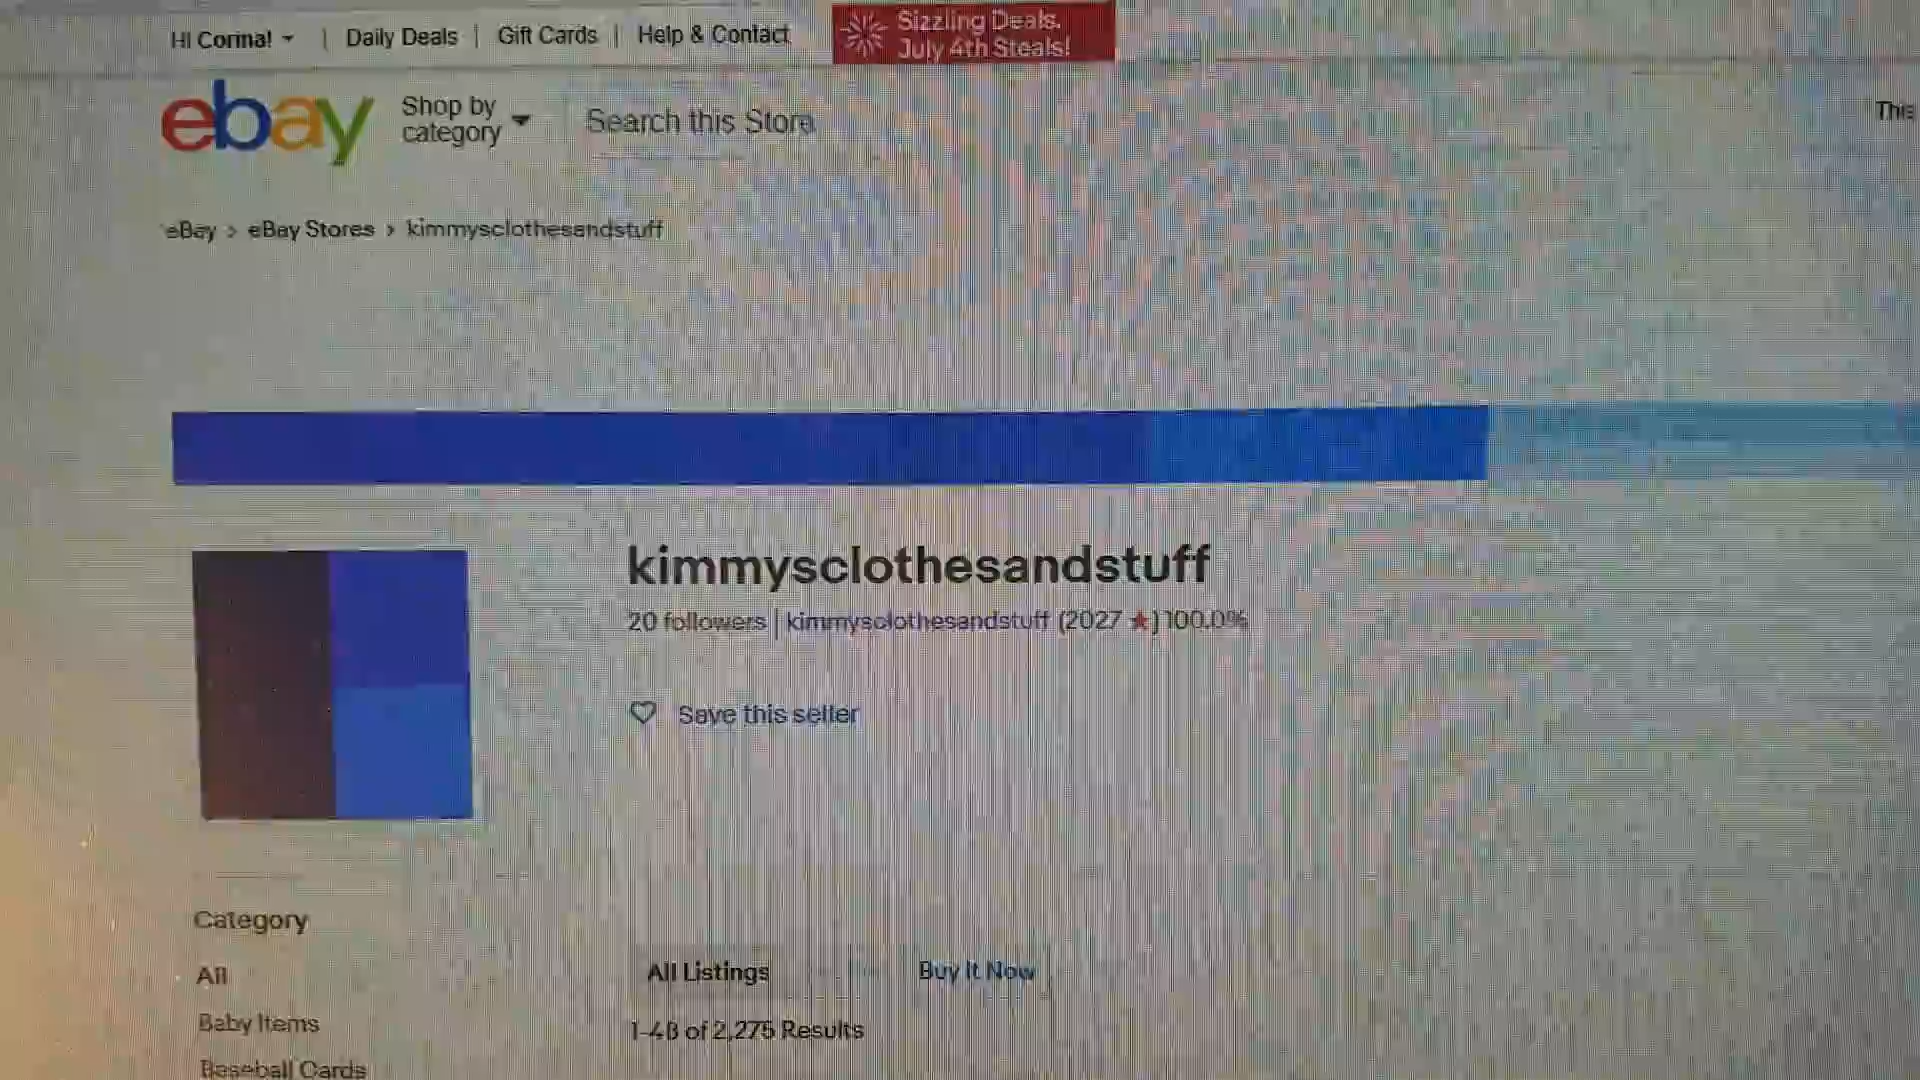 Hi Corina!
Daily Deals
Gift Cards
Help & Contact
Sizzling Deals.
July 4th Steals!
ebay
Shop by
category
Search this Store
This
eBay > eBay Stores > kimmysclothesandstuff
kimmysclothesandstuff
20 followers | kimmysclothesandstuff (2027 ★) 100.0%
Save this seller
Category
All
Baby Items
Baseball Cards
All Listings
Buy It Now
1-48 of 2,275 Results